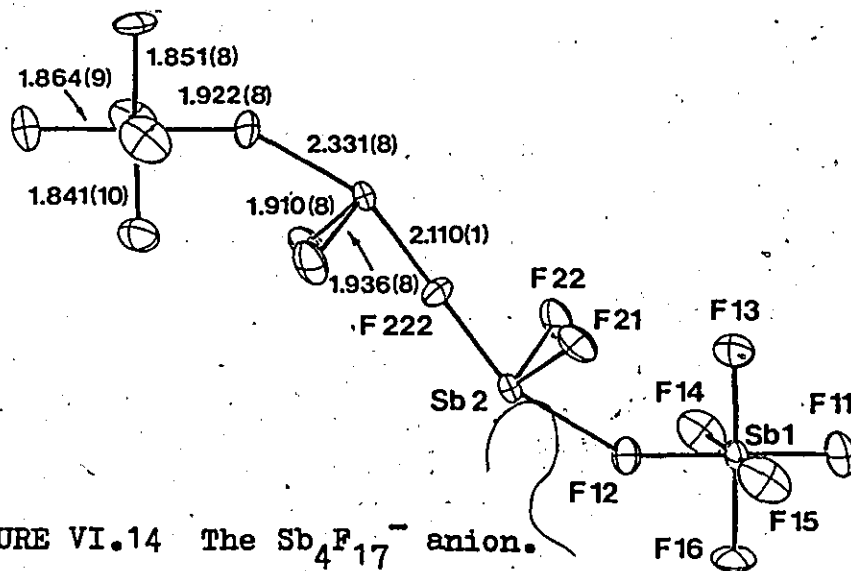 1.851(8)
1.864(9)
1.922(8)
2.331(8)
1.841(10)
1.910(8)
2.110(1)
1.936(8)
F22
F21
F13
F222
Sb2
F14
Sb1
F11
F12
F15
F16
URE VI.14 The Sb4F17- anion.